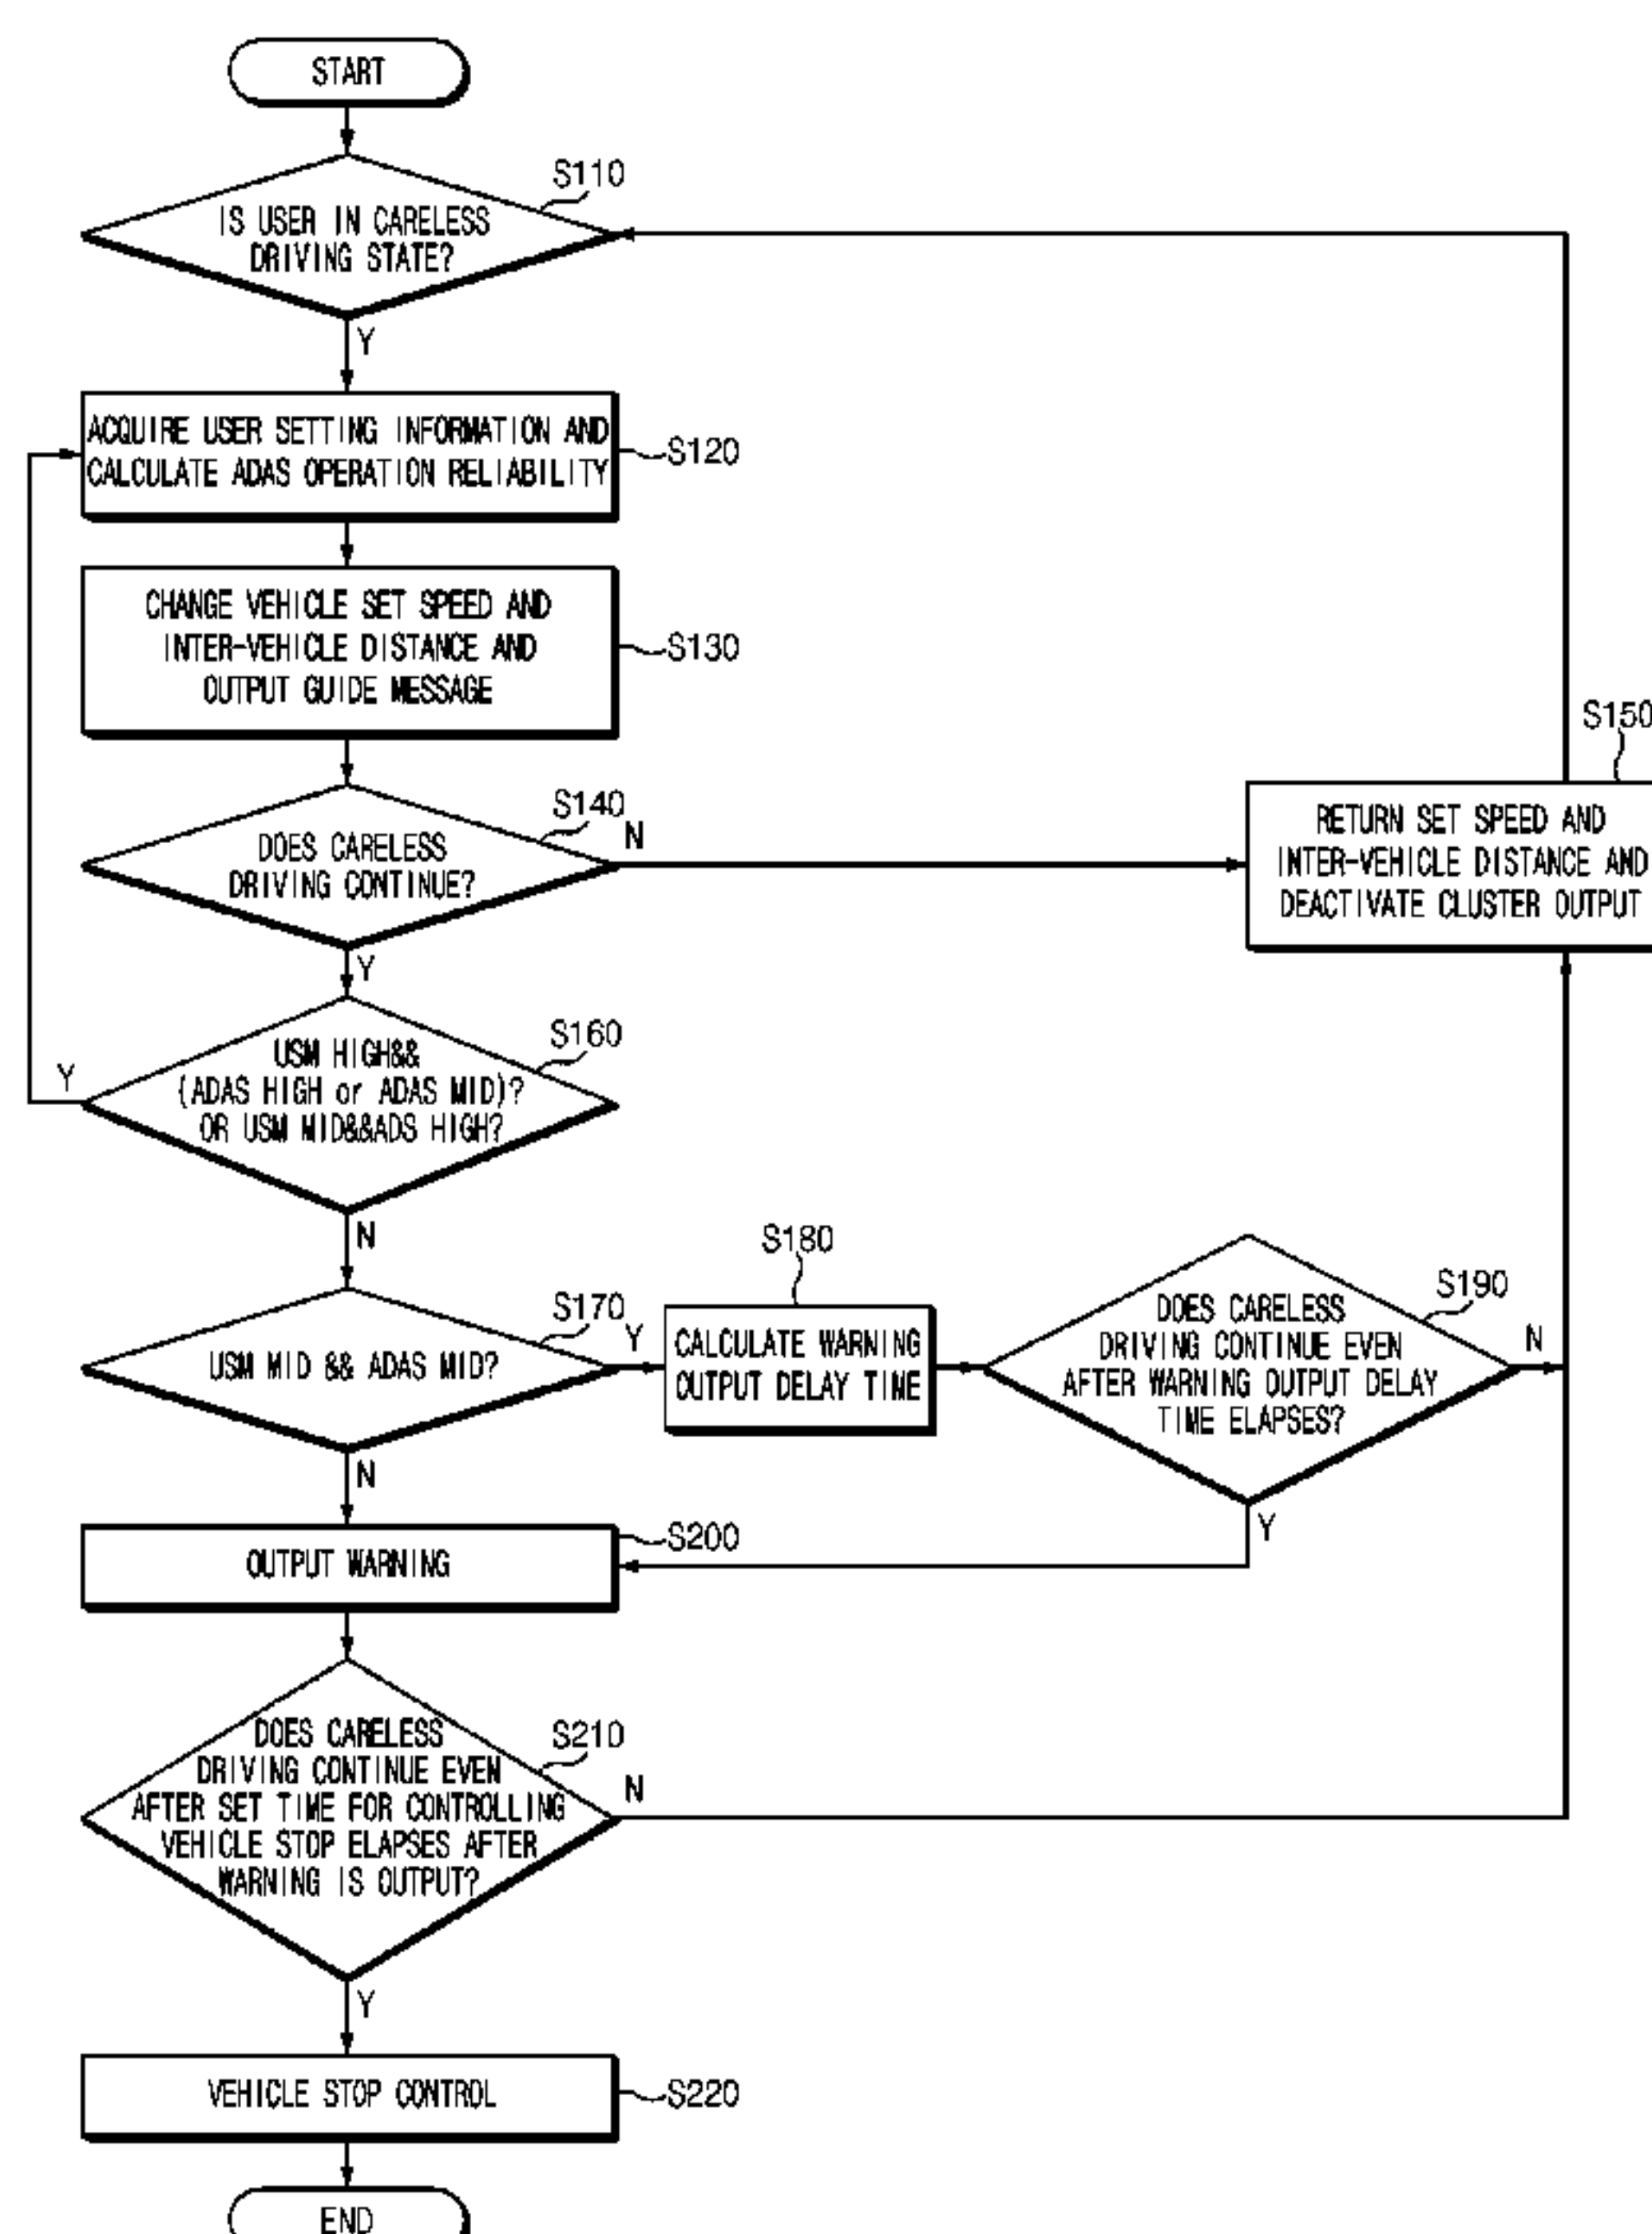 START
S110
IS USER IN CARELESS
DRIVING STATE?
Y
ACQUIRE USER SETTING INFORMATION AND
CALCULATE ADAS OPERATION RELIABILITY
S120
CHANGE VEHICLE SET SPEED AND
INTER-VEHICLE DISTANCE AND
OUTPUT GUIDE MESSAGE
S130
S140
DOES CARELESS
DRIVING CONTINUE?
N
Y
S150
RETURN SET SPEED AND
INTER-VEHICLE DISTANCE AND
DEACTIVATE CLUSTER OUTPUT
S160
USM HIGH&&
(ADAS HIGH or ADAS MID)?
OR USM MID&&ADS HIGH?
Y
N
S170
USM MID && ADAS MID?
Y
N
S180
CALCULATE WARNING
OUTPUT DELAY TIME
S190
DOES CARELESS
DRIVING CONTINUE EVEN
AFTER WARNING OUTPUT DELAY
TIME ELAPSES?
N
Y
OUTPUT WARNING
S200
S210
DOES CARELESS
DRIVING CONTINUE EVEN
AFTER SET TIME FOR CONTROLLING
VEHICLE STOP ELAPSES AFTER
WARNING IS OUTPUT?
N
Y
VEHICLE STOP CONTROL
S220
END